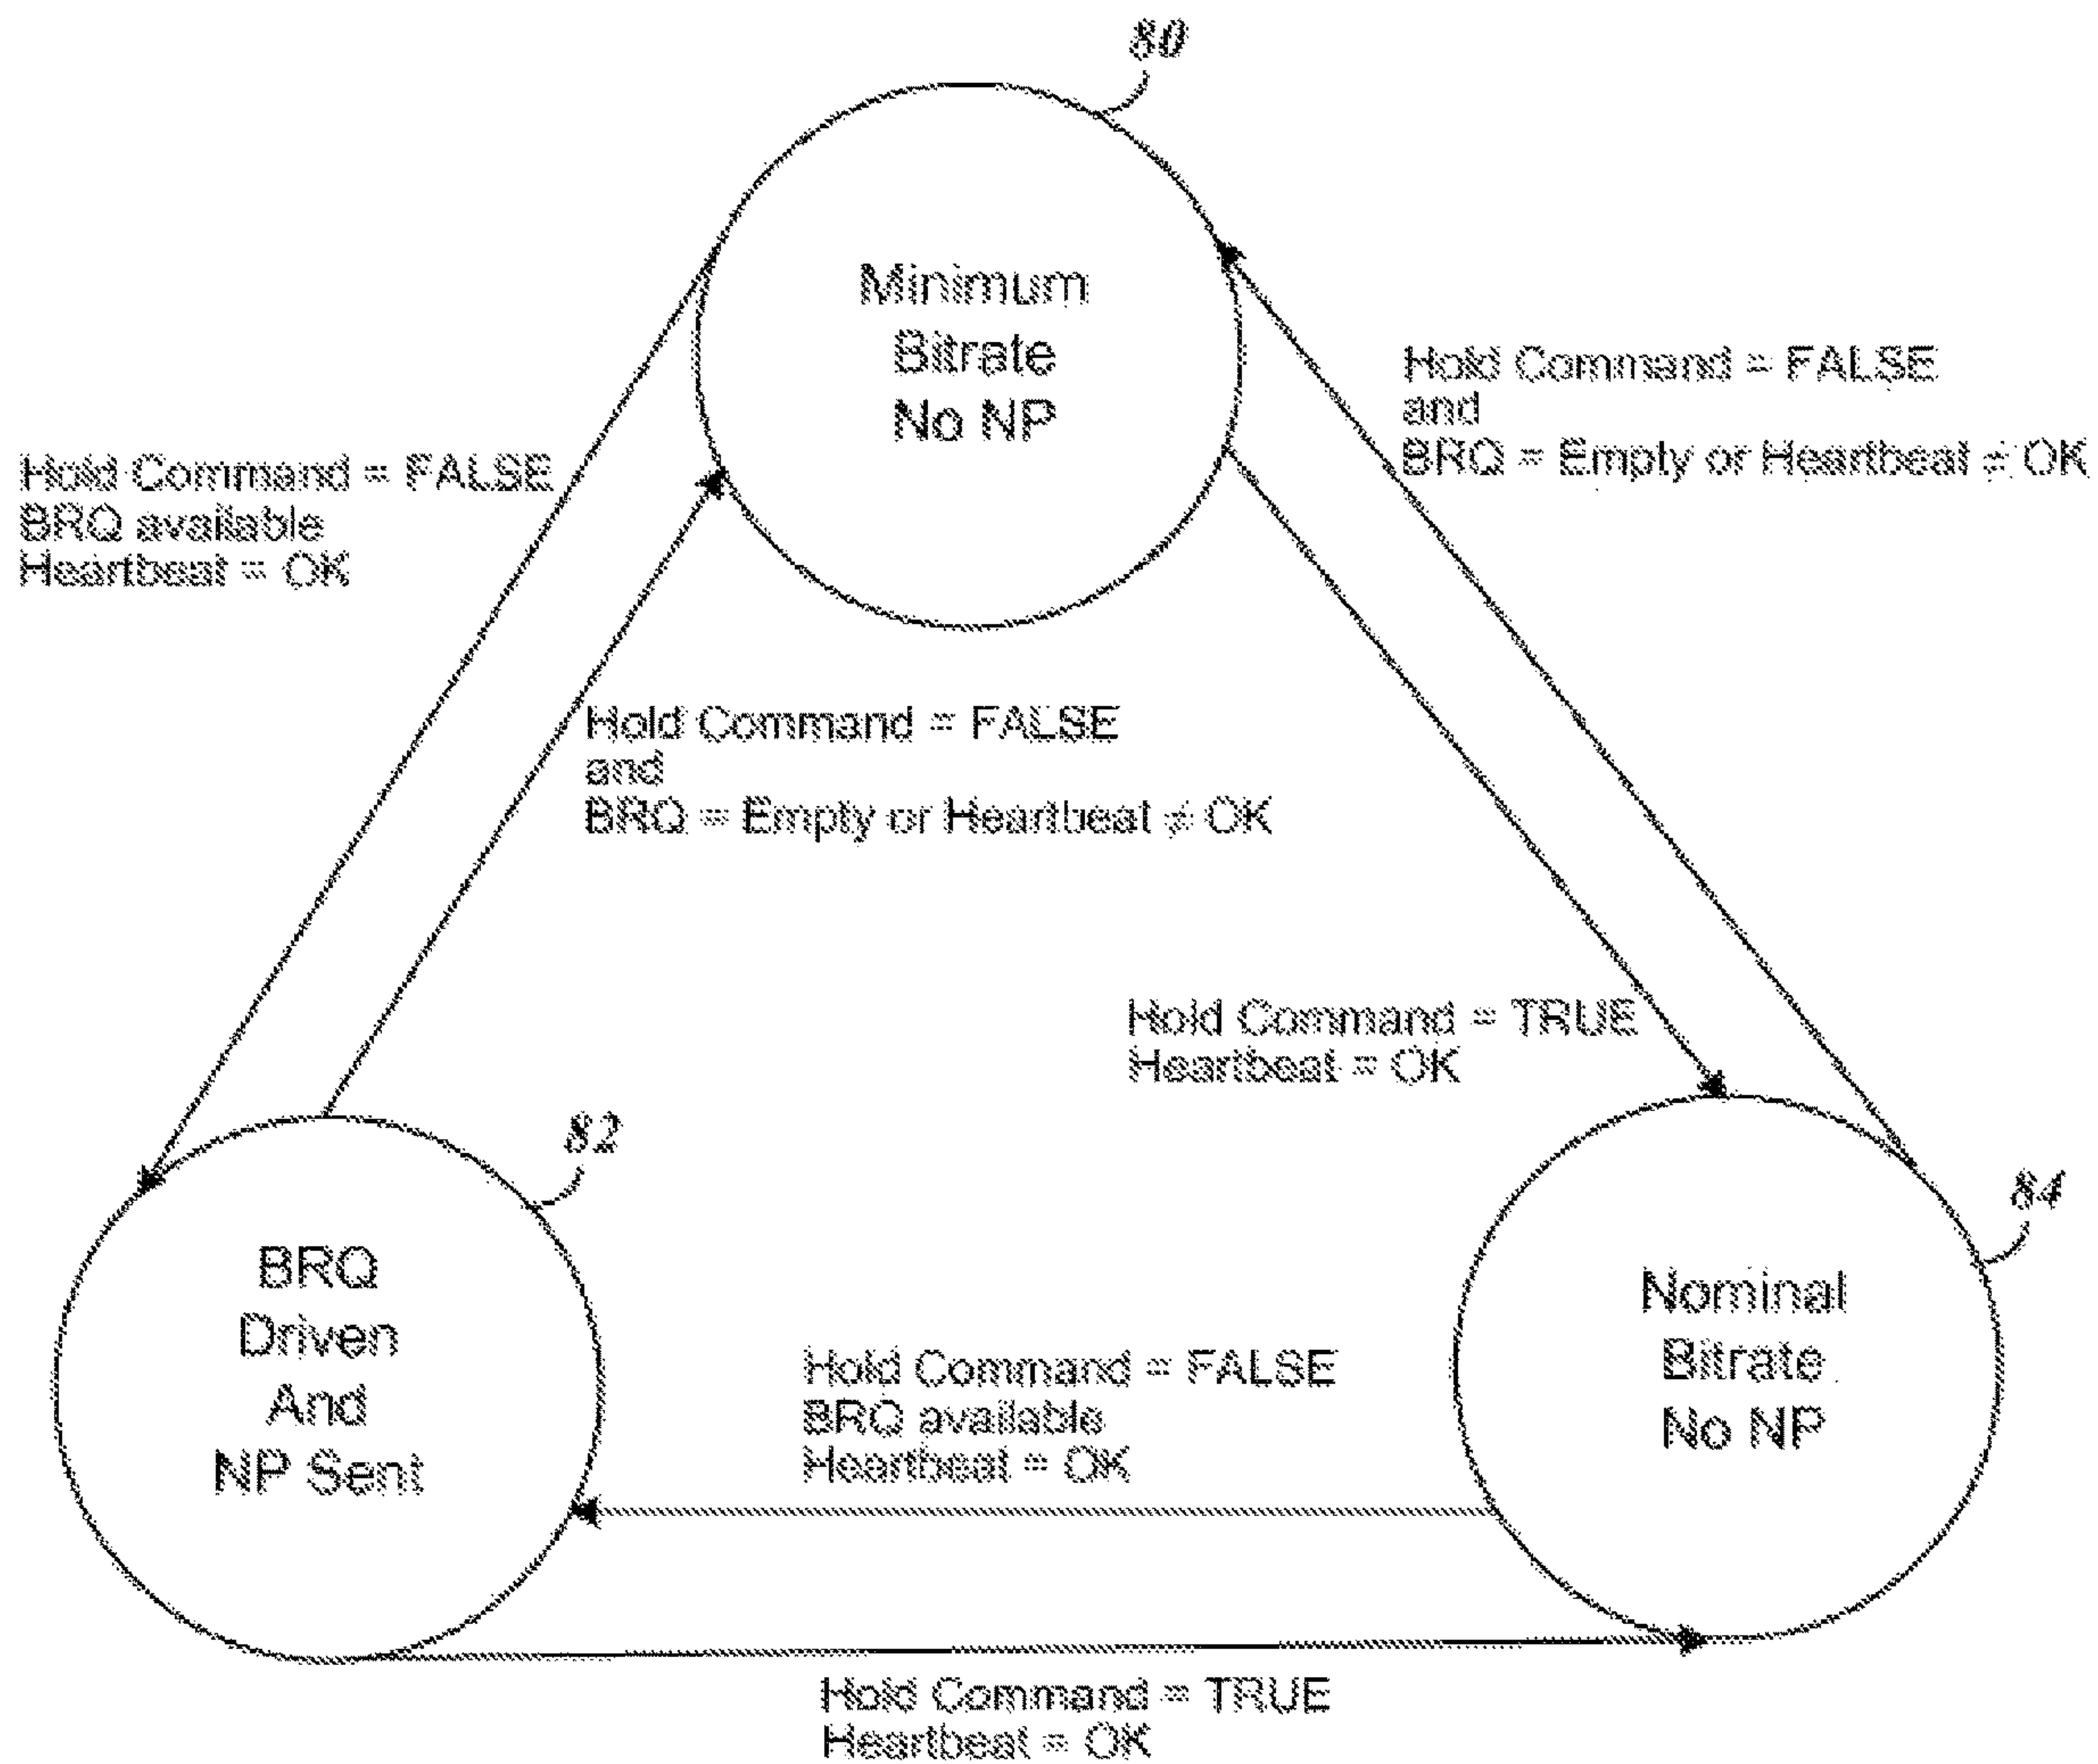 80
Minimum
Bitrate
No NP
Hold Command = FALSE
and
BRQ = Empty or Heartbeat ≠ OK
Hold Command = FALSE
BRQ available
Heartbeat = OK
Hold Command = FALSE
and
BRQ = Empty or Heartbeat ≠ OK
Hold Command = TRUE
Heartbeat = OK
82
84
BRQ
Driven
And
NP Sent
Nominal
Bitrate
No NP
Hold Command = FALSE
BRQ available
Heartbeat = OK
Hold Command = TRUE
Heartbeat = OK